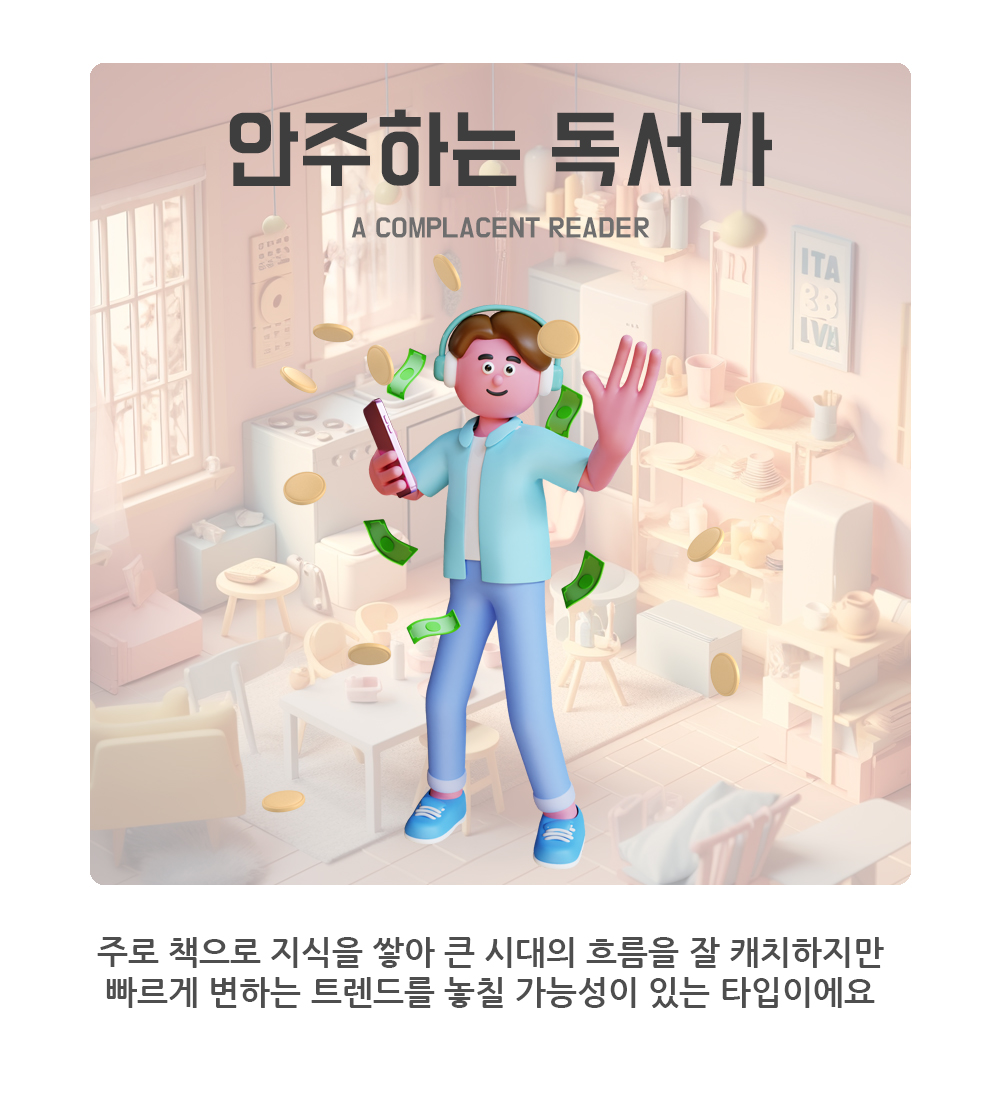 안주하는 독서가
A COMPLACENT READER
ITA
BB
LVA
주로 책으로 지식을 쌓아 큰 시대의 흐름을 잘 캐치하지만
빠르게 변하는 트렌드를 놓칠 가능성이 있는 타입이에요